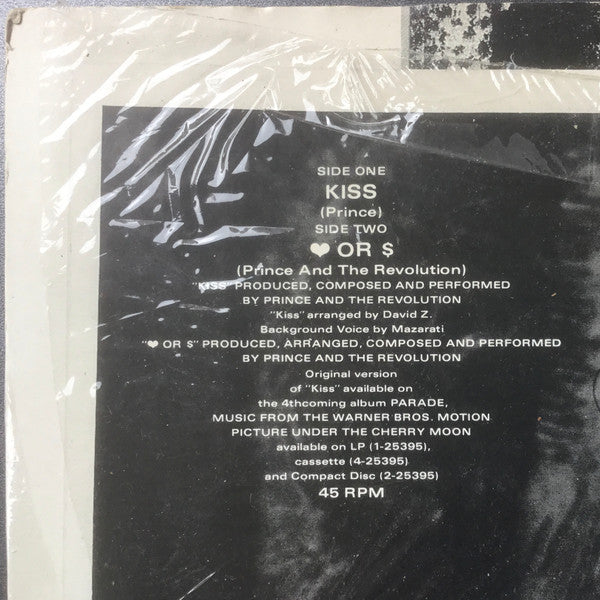 SIDE ONE
KISS
(Prince)
SIDE TWO
❤ OR $
(Prince And The Revolution)
"KISS" PRODUCED, COMPOSED AND PERFORMED
BY PRINCE AND THE REVOLUTION
"Kiss" arranged by David Z.
Background Voice by Mazarati
"❤ OR $" PRODUCED, ARRANGED, COMPOSED AND PERFORMED
BY PRINCE AND THE REVOLUTION
Original version
of "Kiss" available on
the 4thcoming album PARADE,
MUSIC FROM THE WARNER BROS. MOTION
PICTURE UNDER THE CHERRY MOON
available on LP (1-25395),
cassette (4-25395)
and Compact Disc (2-25395)
45 RPM